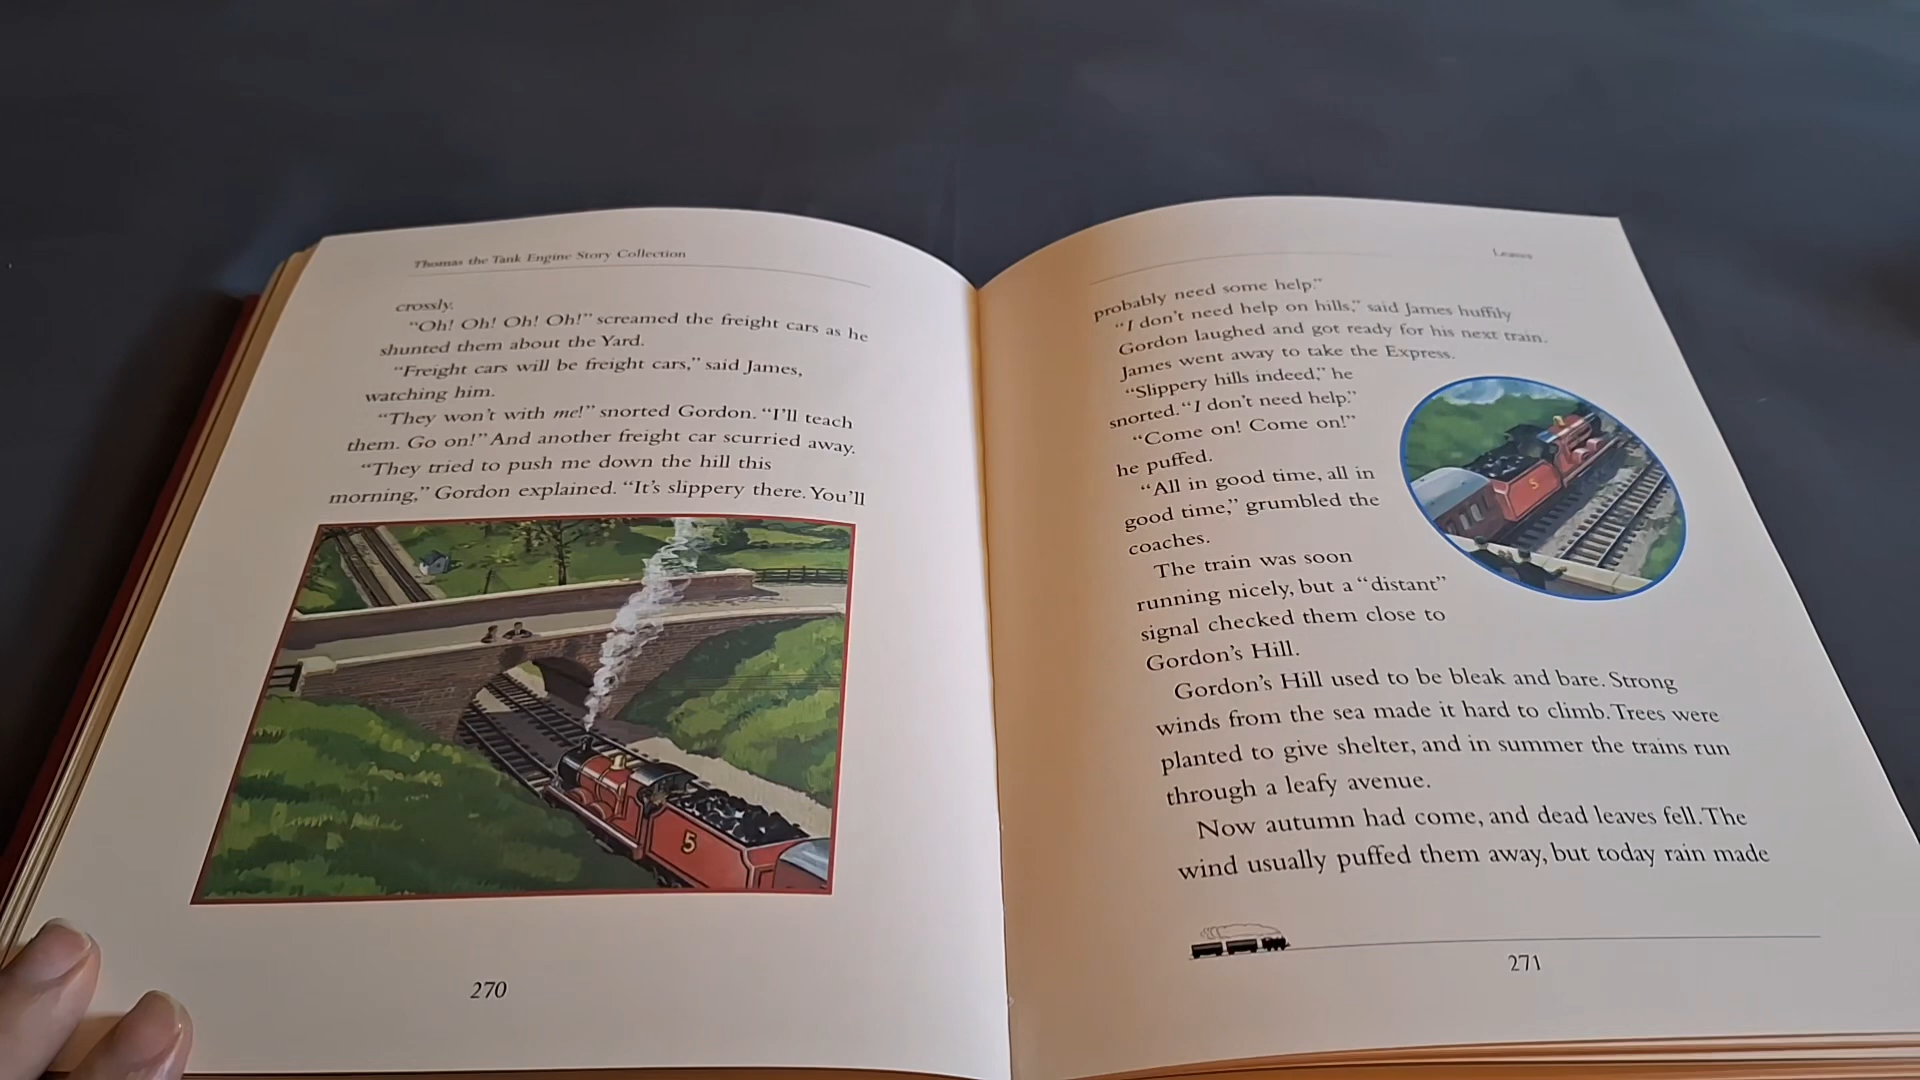 Thomas the Tank Engine Story Collection
crossly.
“Oh! Oh! Oh! Oh!” screamed the freight cars as he
shunted them about the Yard.
“Freight cars will be freight cars,” said James,
watching him.
“They won’t with me!” snorted Gordon. “I’ll teach
them. Go on!” And another freight car scurried away.
“They tried to push me down the hill this
morning,” Gordon explained. “It’s slippery there. You’ll
5
270
Leaves
probably need some help.”
“I don’t need help on hills,” said James huffily
Gordon laughed and got ready for his next train.
James went away to take the Express.
“Slippery hills indeed,” he
snorted. “I don’t need help.”
“Come on! Come on!”
he puffed.
“All in good time, all in
good time,” grumbled the
coaches.
The train was soon
running nicely, but a “distant”
signal checked them close to
Gordon’s Hill.
5
Gordon’s Hill used to be bleak and bare. Strong
winds from the sea made it hard to climb. Trees were
planted to give shelter, and in summer the trains run
through a leafy avenue.
Now autumn had come, and dead leaves fell. The
wind usually puffed them away, but today rain made
271